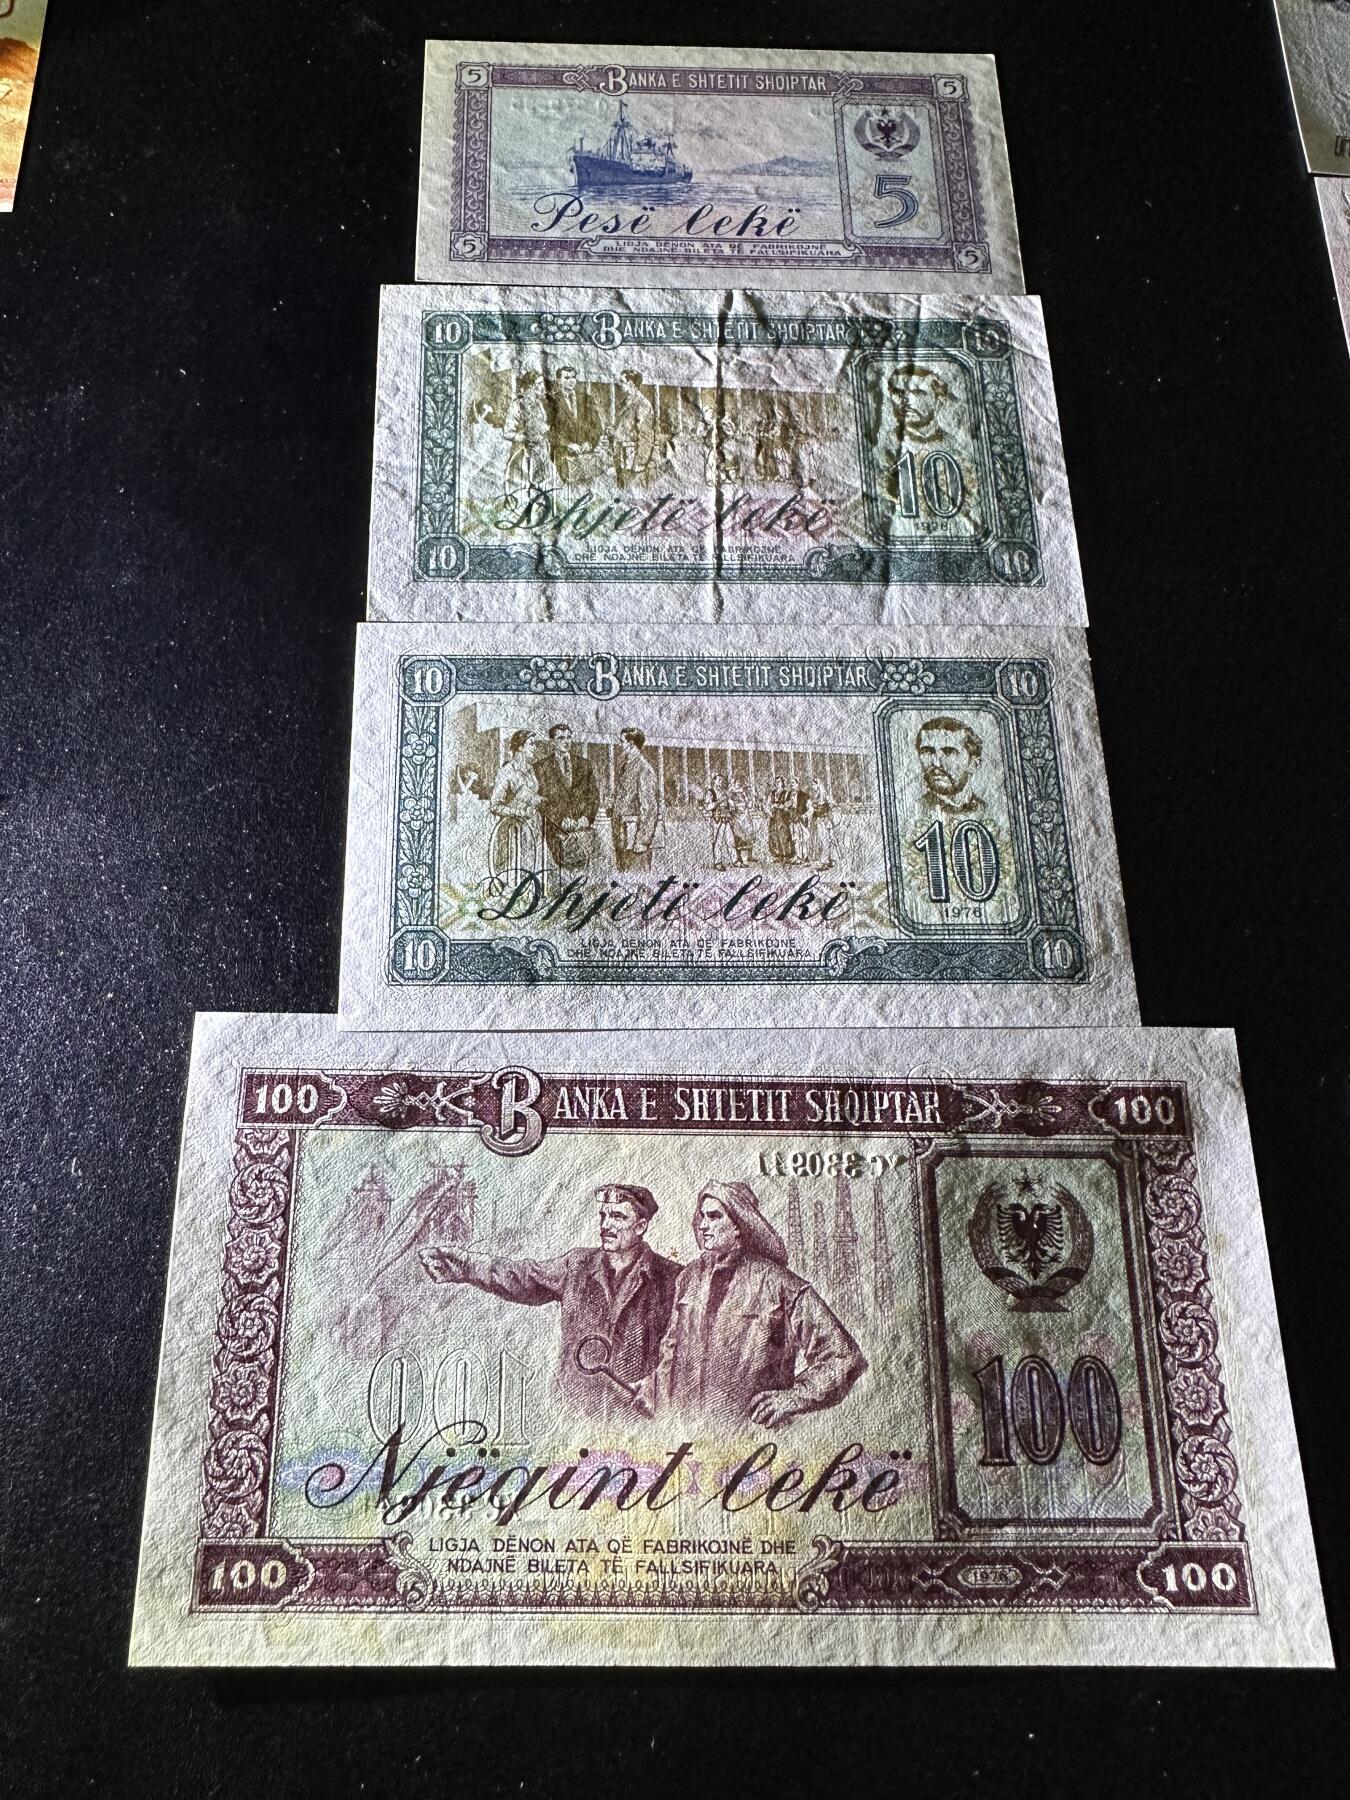 5 BANKA E SHTETIT SHQIPTAR 5
5
Pesë lekë
5 LIGJA DËNON ATA QË FABRIKOJNË 5
DHE NDAJNË BILETA TË FALLSIFIKUARA
10 BANKA E SHTETIT SHQIPTAR 10
10
Dhjetë lekë
1976
LIGJA DËNON ATA QË FABRIKOJNË
10 DHE NDAJNË BILETA TË FALLSIFIKUARA 10
10 BANKA E SHTETIT SHQIPTAR 10
10
Dhjetë lekë
1976
LIGJA DËNON ATA QË FABRIKOJNË
10 DHE NDAJNË BILETA TË FALLSIFIKUARA 10
100 BANKA E SHTETIT SHQIPTAR 100
100
100
Njëqint lekë
LIGJA DËNON ATA QË FABRIKOJNË DHE
100 NDAJNË BILETA TË FALLSIFIKUARA 1976 100